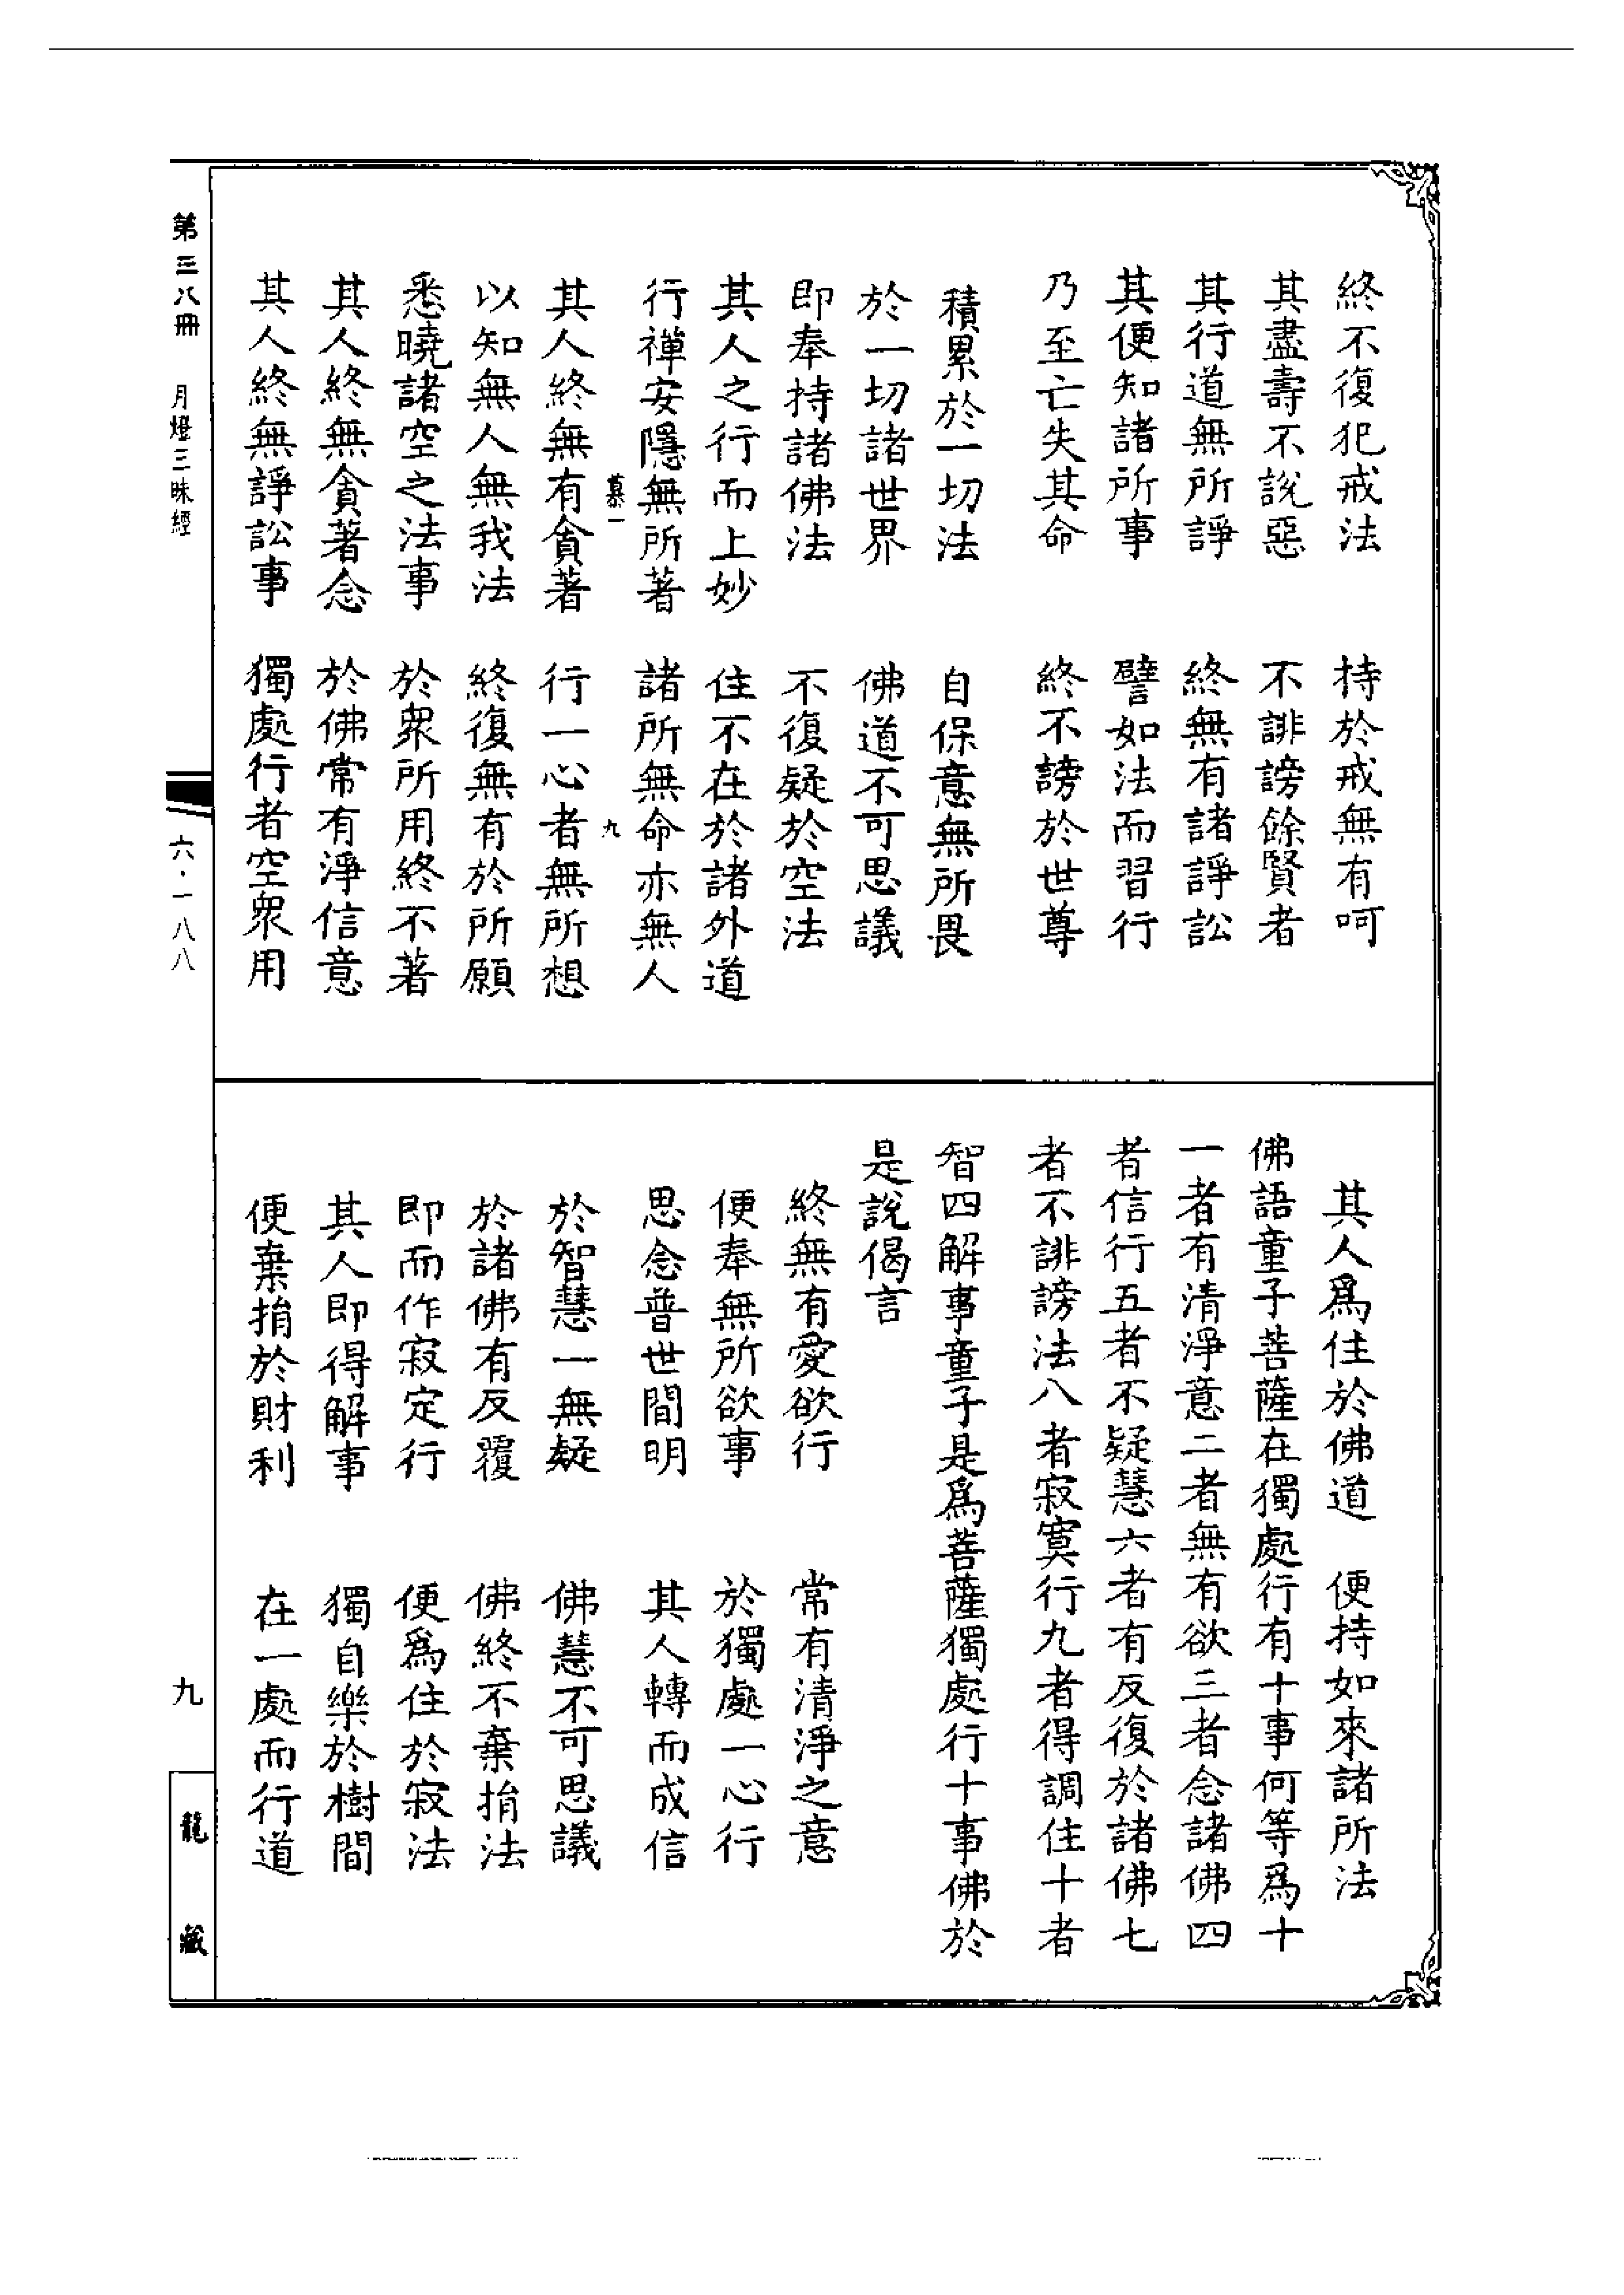 終不復犯戒法　持於戒無有呵
其盡壽不說惡　不誹謗餘賢者
其行道無所諍　終無有諸諍訟
其便知諸所事　譬如法而習行
乃至亡失其命　終不謗於世尊
積累於一切法　自保意無所畏
於一切諸世界　佛道不可思議
即奉持諸佛法　不復疑於空法
其人之行而上妙　住不在於諸外道
行禪安隱無所著　諸所無命亦無人
慕一　九
其人終無有貪著　行一心者無所想
以知無人無我法　終復無有於所願
悉曉諸空之法事　於衆所用終不著
其人終無貪著念　於佛常有淨信意
其人終無諍訟事　獨處行者空衆用
其人爲住於佛道　便持如來諸所法
佛語童子菩薩在獨處行有十事何等爲十
一者有清淨意二者無有欲三者念諸佛四
者信行五者不疑慧六者有反復於諸佛七
者不誹謗法八者寂寞行九者得調住十者
智四解事童子是爲菩薩獨處行十事佛於
是說偈言
終無有愛欲行　常有清淨之意
便奉無所欲事　於獨處一心行
思念普世間明　其人轉而成信
於智慧一無疑　佛慧不可思議
於諸佛有反覆　佛終不棄捐法
即而作寂定行　便爲住於寂法
其人即得解事　獨自樂於樹間
便棄捐於財利　在一處而行道
第三八冊　月燈三昧經
六·一八八
九
龍藏